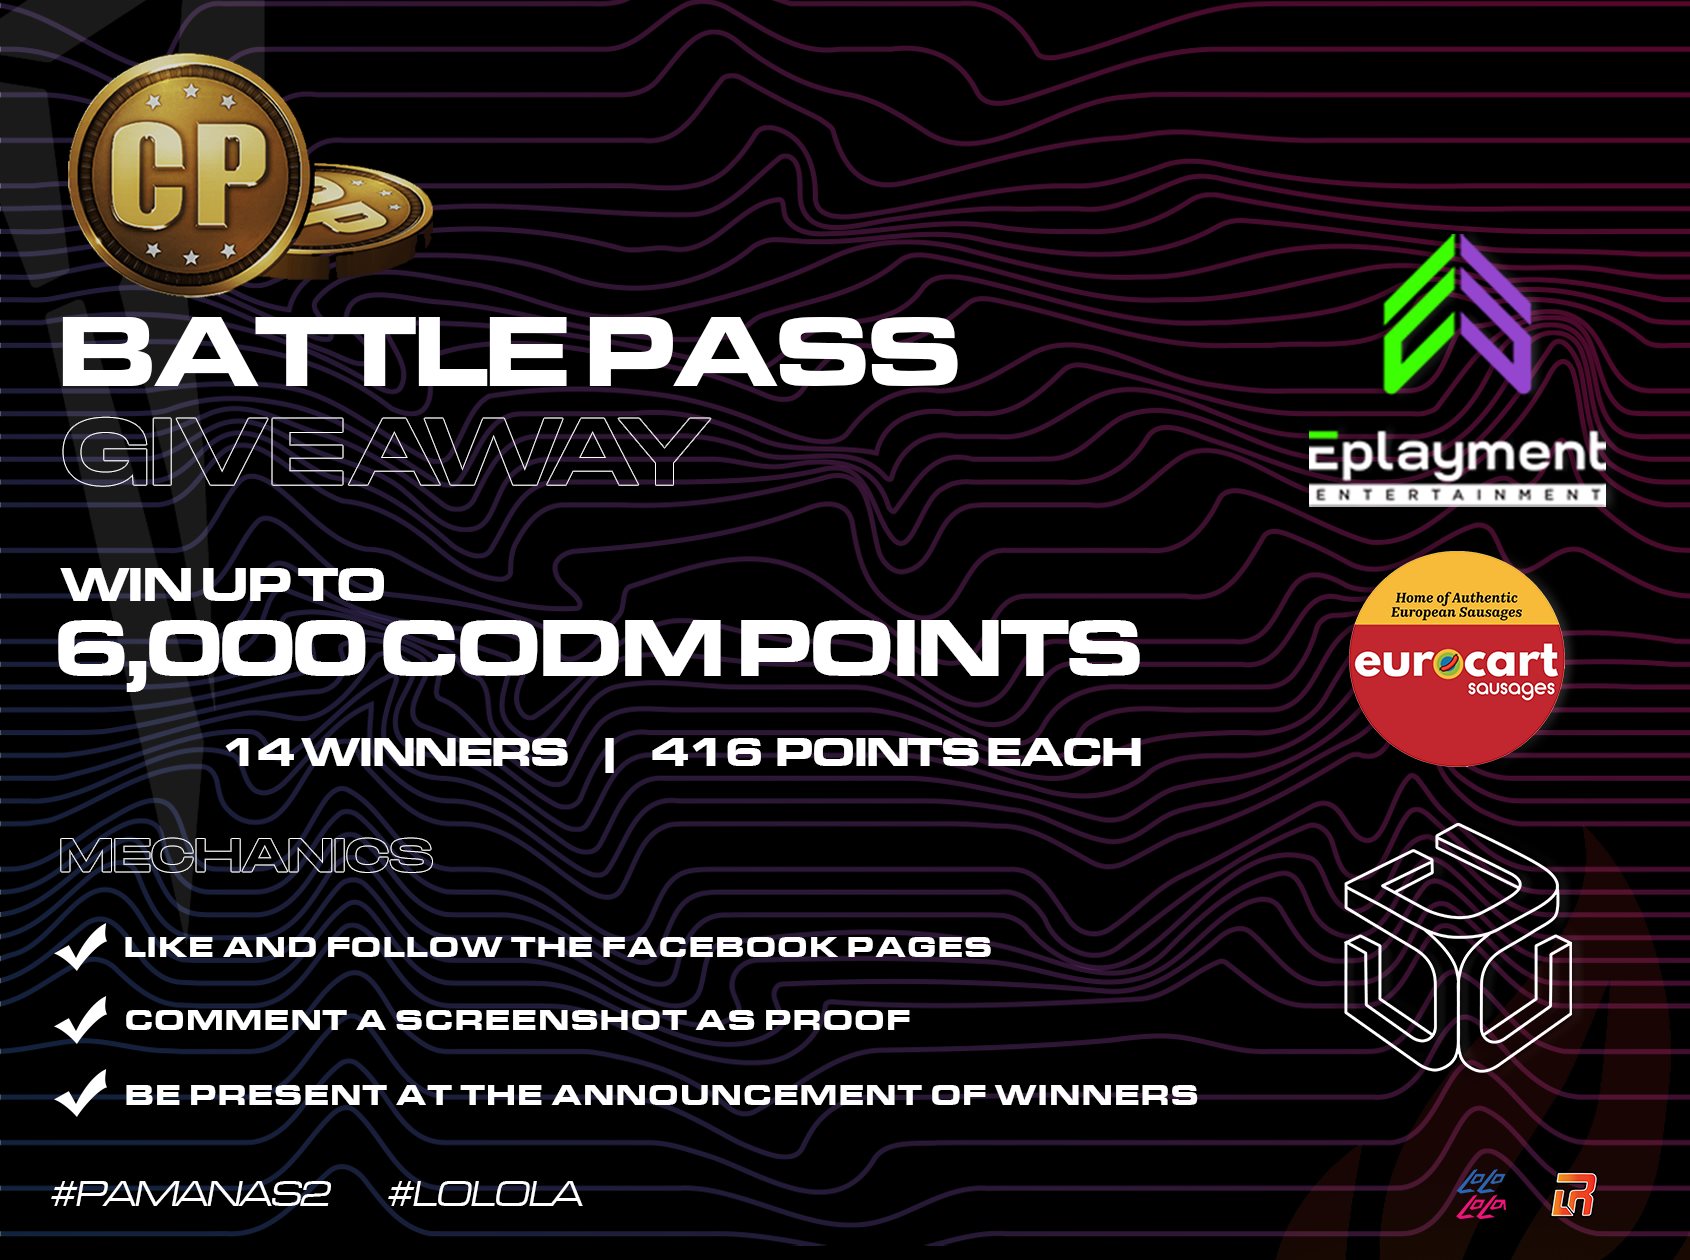 CP
CP
BATTLE PASS
GIVEAWAY
WIN UP TO
6,000 CODM POINTS
14 WINNERS | 416 POINTS EACH
MECHANICS
LIKE AND FOLLOW THE FACEBOOK PAGES
COMMENT A SCREENSHOT AS PROOF
BE PRESENT AT THE ANNOUNCEMENT OF WINNERS
#PAMANAS2 #LOLOLA
Eplayment
ENTERTAINMENT
Home of Authentic
European Sausages
eurocart
sausages
LOLO
LOLA